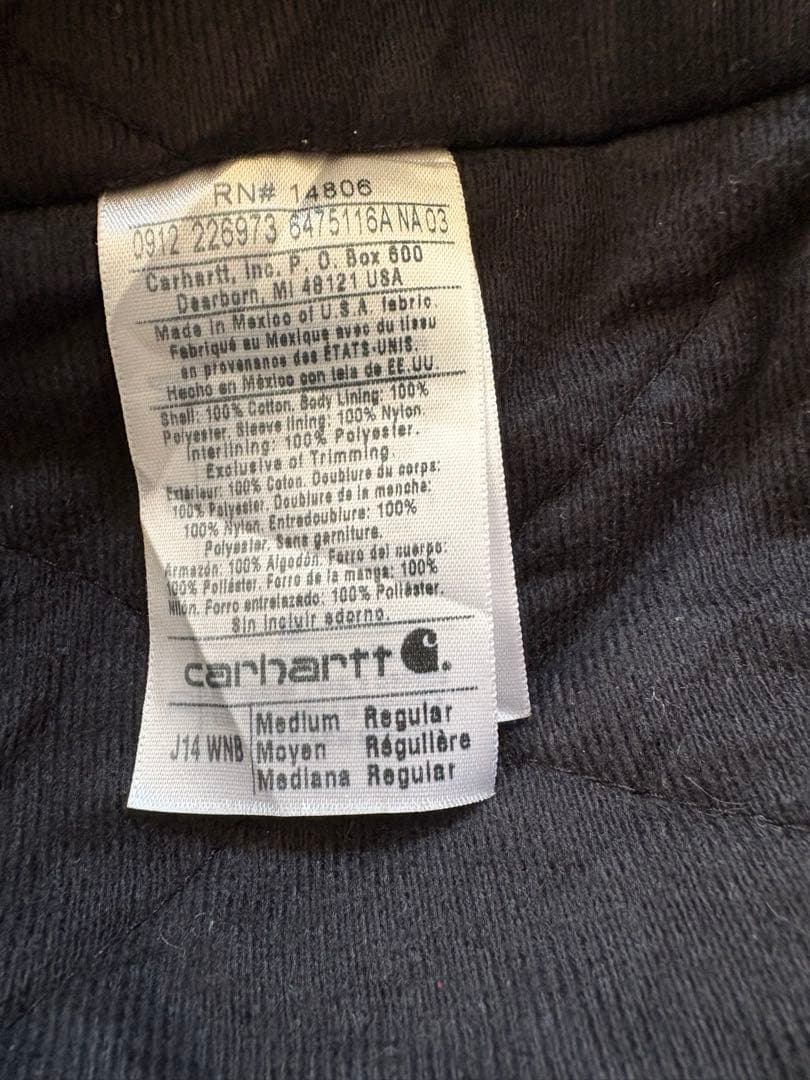 RN# 14806
0912 226973 6475116A NA 03
Carhartt, Inc. P. O. Box 600
Dearborn, MI 48121 USA
Made in Mexico of U.S.A. fabric.
Fabriqué au Mexique avec du tissu
en provenance des ÉTATS-UNIS.
Hecho en México con tela de EE.UU.
Shell: 100% Cotton. Body Lining: 100%
Polyester, Sleeve lining: 100% Nylon
Interlining: 100% Polyester.
Exclusive of Trimming.
Extérieur: 100% Coton. Doublure du corps:
100% Polyester, Doublure de la manche:
100% Nylon. Entredoublure: 100%
Polyester, Sans garniture.
Armazón: 100% Algodón. Forro del cuerpo:
100% Poliéster. Forro de la manga: 100%
Nilón. Forro entrelazado: 100% Poliéster.
Sin incluir adorno.
carhartt
J14 WNB
Medium Regular
Moyen Régulière
Mediana Regular